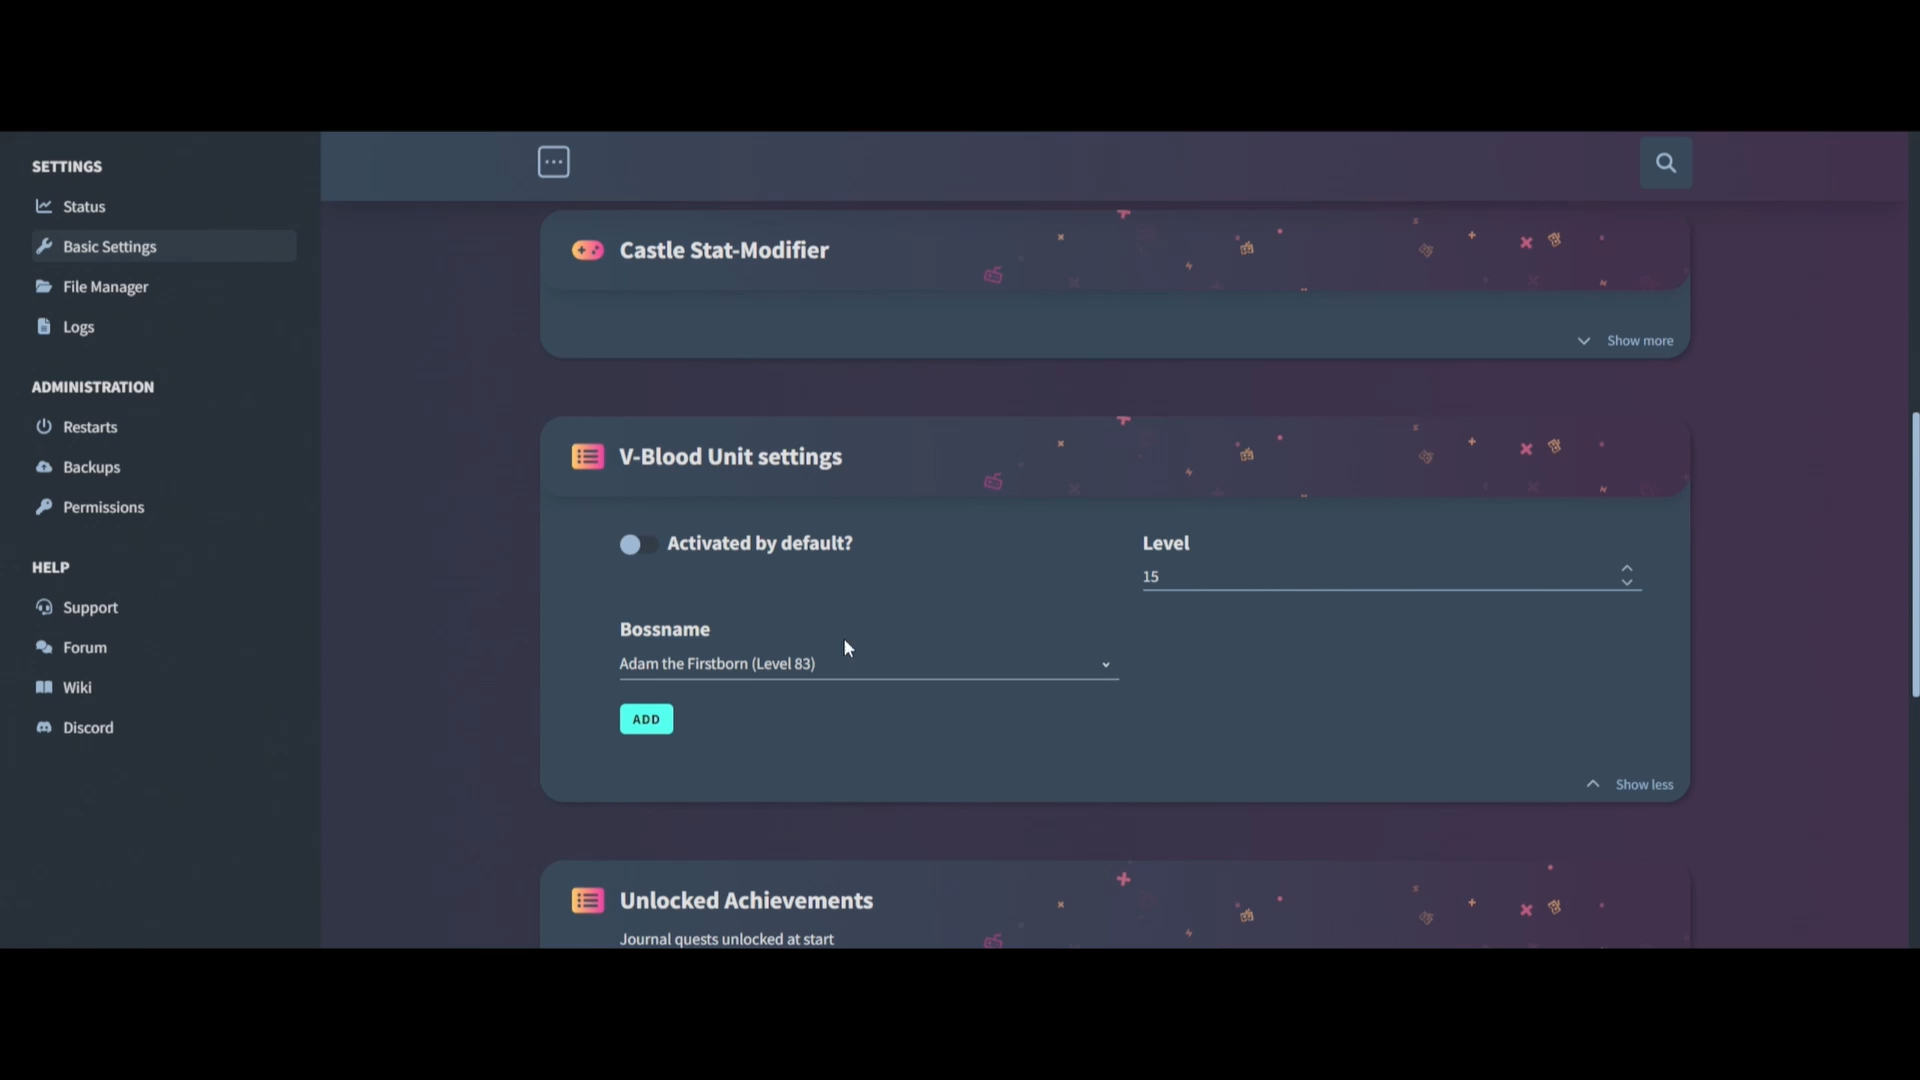 SETTINGS
Status
Basic Settings
File Manager
Logs
ADMINISTRATION
Restarts
Backups
Permissions
HELP
Support
Forum
Wiki
Discord
Castle Stat-Modifier
Show more
V-Blood Unit settings
Activated by default?
Level
15
Bossname
Adam the Firstborn (Level 83)
ADD
Show less
Unlocked Achievements
Journal quests unlocked at start